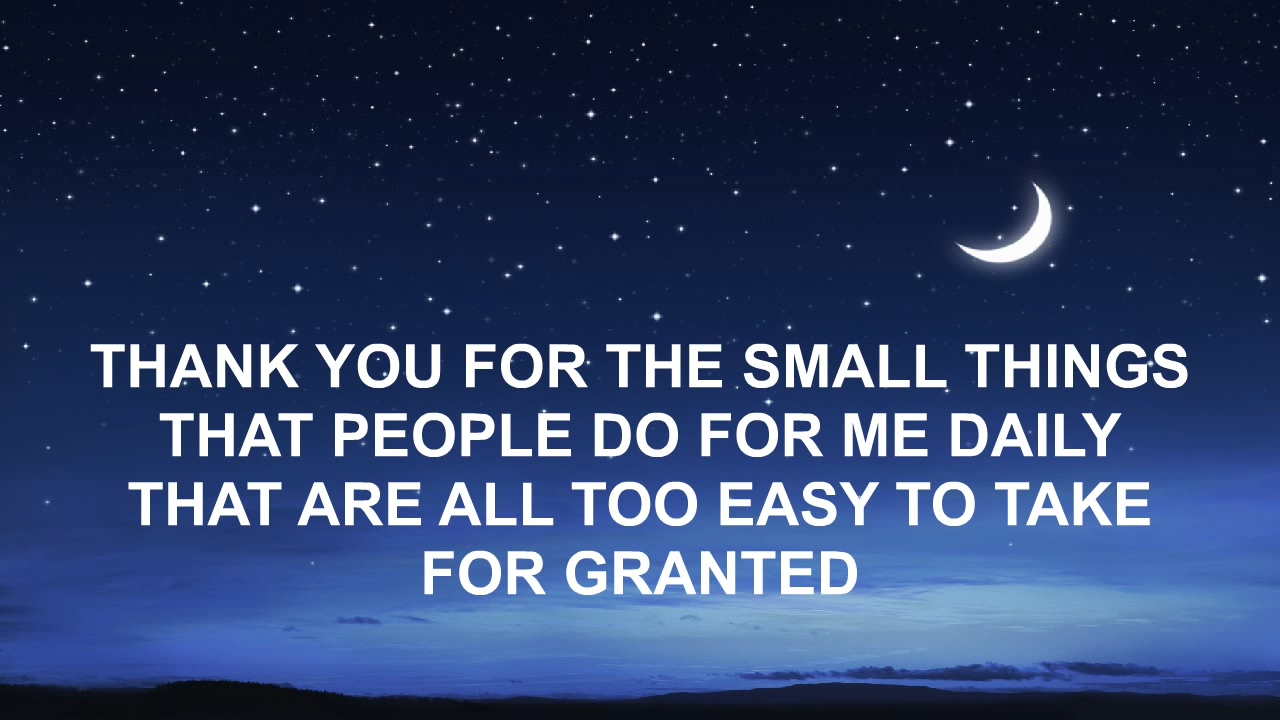 THANK YOU FOR THE SMALL THINGS
THAT PEOPLE DO FOR ME DAILY
THAT ARE ALL TOO EASY TO TAKE
FOR GRANTED